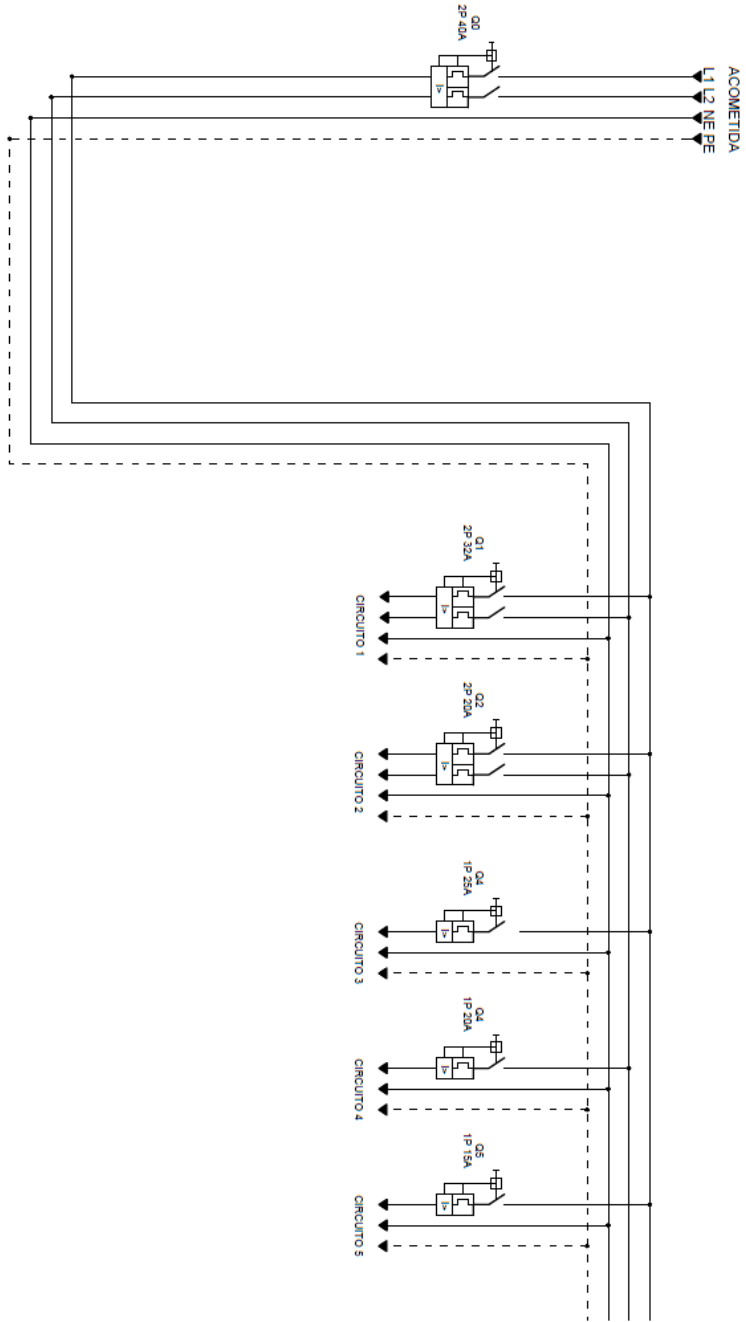 ACOMETIDA
L1 L2 NE PE
Q0
2P 40A
I>
Q1
2P 32A
I>
CIRCUITO 1
Q2
2P 20A
I>
CIRCUITO 2
Q4
1P 25A
I>
CIRCUITO 3
Q4
1P 20A
I>
CIRCUITO 4
Q5
1P 15A
I>
CIRCUITO 5